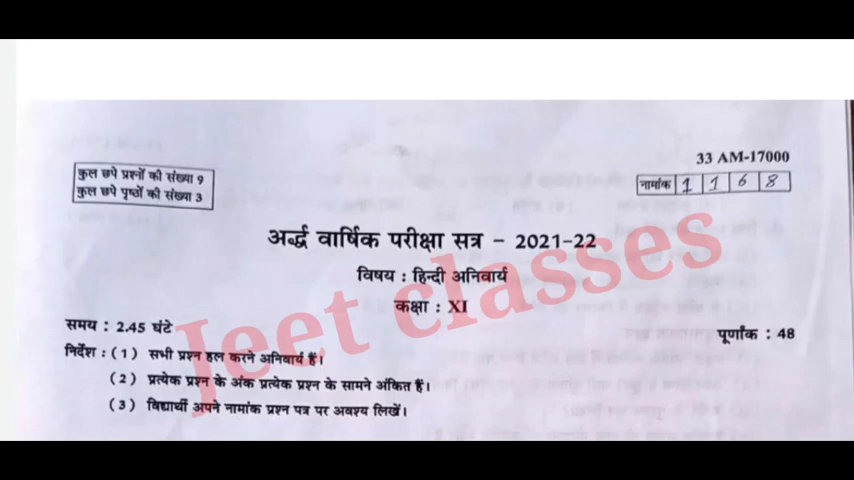 कुल छपे प्रश्नों की संख्या 9
कुल छपे पृष्ठों की संख्या 3
33 AM-17000
नामांक 1 1 6 8
अर्द्ध वार्षिक परीक्षा सत्र – 2021-22
विषय : हिन्दी अनिवार्य
कक्षा : XI
समय : 2.45 घंटे
पूर्णांक : 48
निर्देश : (1) सभी प्रश्न हल करने अनिवार्य हैं।
(2) प्रत्येक प्रश्न के अंक प्रत्येक प्रश्न के सामने अंकित हैं।
(3) विद्यार्थी अपने नामांक प्रश्न पत्र पर अवश्य लिखें।
Jeet classes